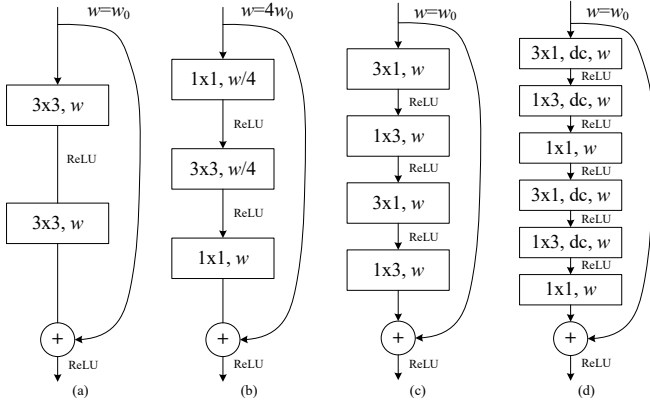 w=w₀
3x3, w
ReLU
3x3, w
+
ReLU
(a)
w=4w₀
1x1, w/4
ReLU
3x3, w/4
ReLU
1x1, w
+
ReLU
(b)
w=w₀
3x1, w
ReLU
1x3, w
ReLU
3x1, w
ReLU
1x3, w
+
ReLU
(c)
w=w₀
3x1, dc, w
ReLU
1x3, dc, w
ReLU
1x1, w
ReLU
3x1, dc, w
ReLU
1x3, dc, w
ReLU
1x1, w
+
ReLU
(d)